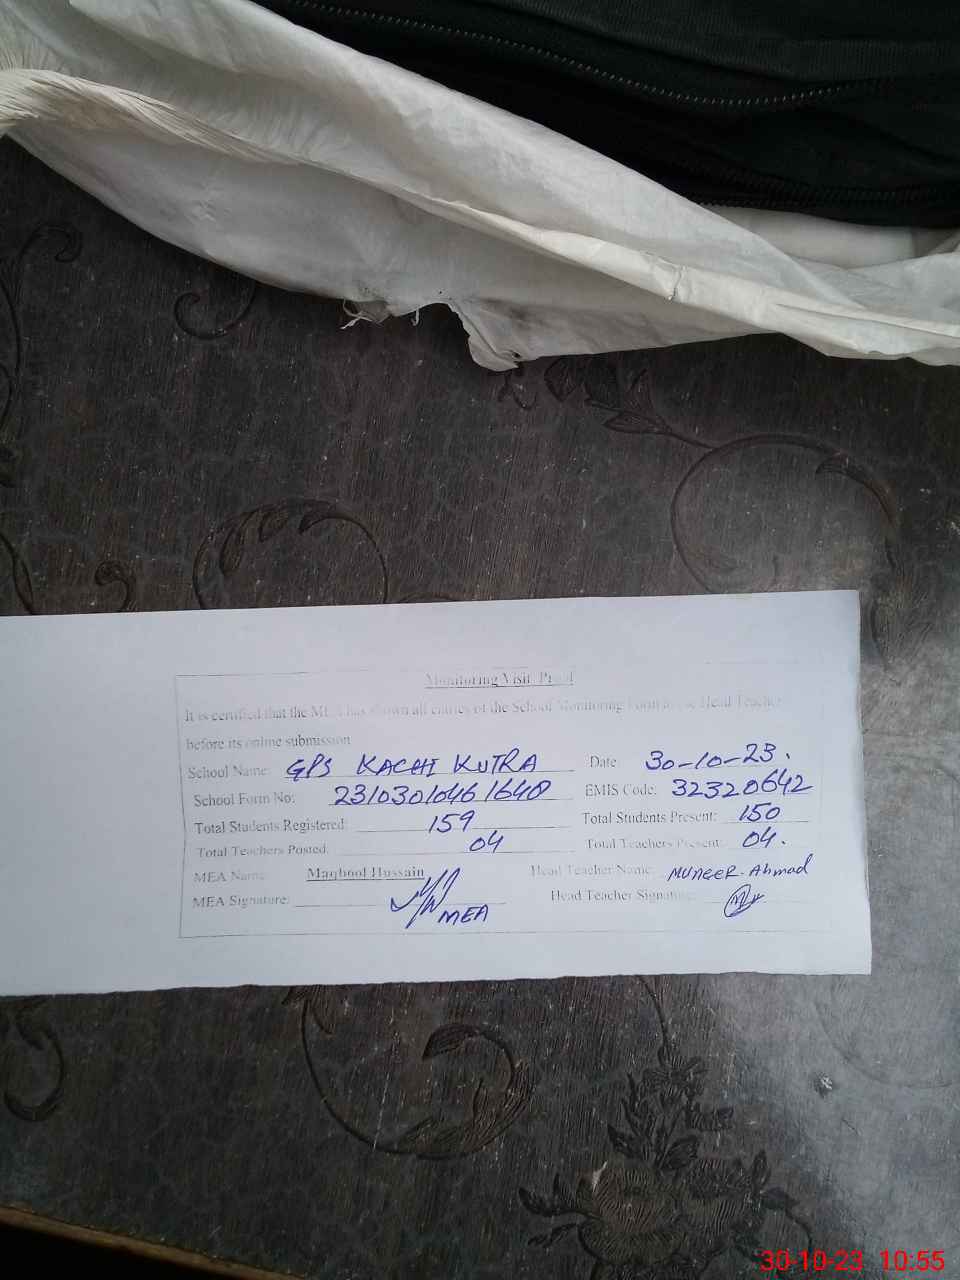 Monitoring Visit Proof
It is certified that the MEA has shown all entries of the School Monitoring Form to the Head Teacher
before its online submission
School Name: GPS KACHI KUTRA Date: 30-10-23.
School Form No: 23103010461640 EMIS Code: 32320642
Total Students Registered: 159 Total Students Present: 150
Total Teachers Posted: 04 Total Teachers Present: 04.
MEA Name: Maqbool Hussain Head Teacher Name: MUNEER. Ahmad
MEA Signature: MEA Head Teacher Signature:
30-10-23 10:55